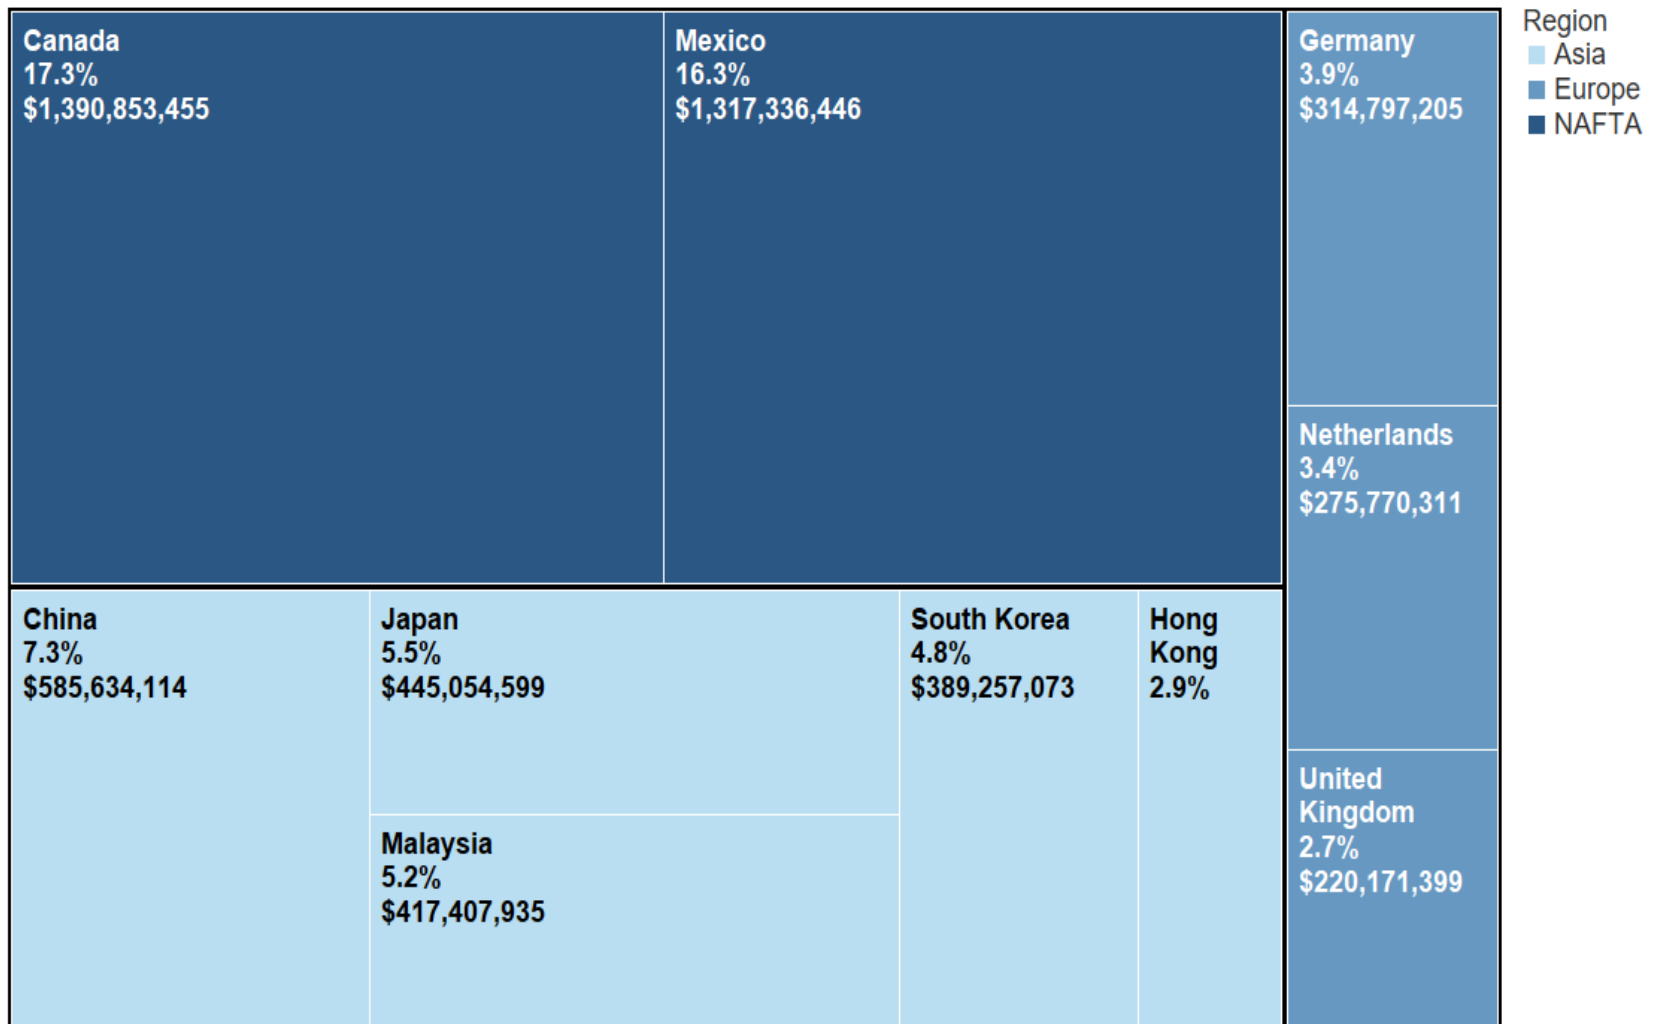 Canada
17.3%
$1,390,853,455
Mexico
16.3%
$1,317,336,446
Germany
3.9%
$314,797,205
Netherlands
3.4%
$275,770,311
United
Kingdom
2.7%
$220,171,399
China
7.3%
$585,634,114
Japan
5.5%
$445,054,599
Malaysia
5.2%
$417,407,935
South Korea
4.8%
$389,257,073
Hong
Kong
2.9%
Region
Asia
Europe
NAFTA